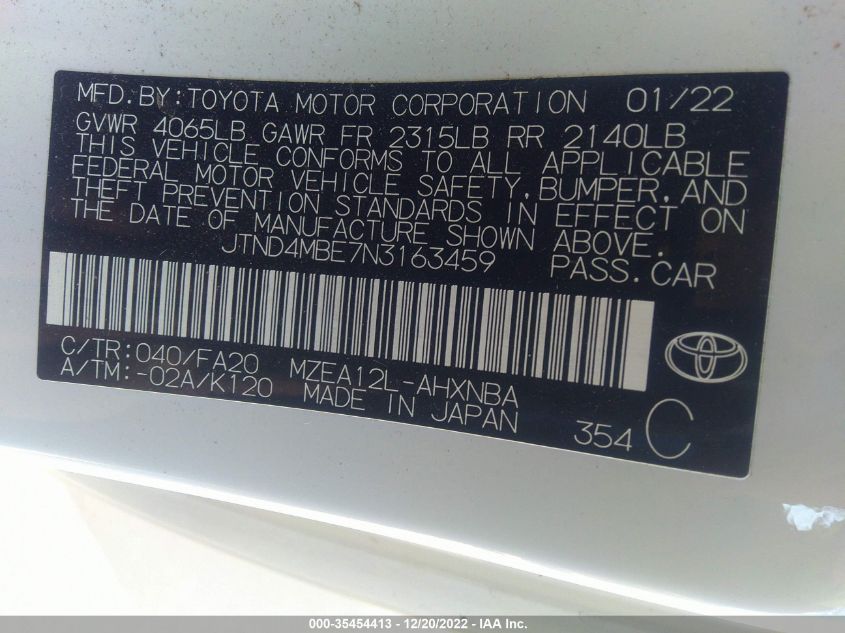 MFD. BY: TOYOTA MOTOR CORPORATION 01/22
GVWR 4065LB GAWR FR 2315LB RR 2140LB
THIS VEHICLE CONFORMS TO ALL APPLICABLE
FEDERAL MOTOR VEHICLE SAFETY, BUMPER, AND
THEFT PREVENTION STANDARDS IN EFFECT ON
THE DATE OF MANUFACTURE SHOWN ABOVE.
JTND4MBE7N3163459 PASS. CAR
C/TR: 040/FA20 MZEA12L-AHXNBA
A/TM: -02A/K120 MADE IN JAPAN
354 C
000-35454413 - 12/20/2022 - IAA Inc.